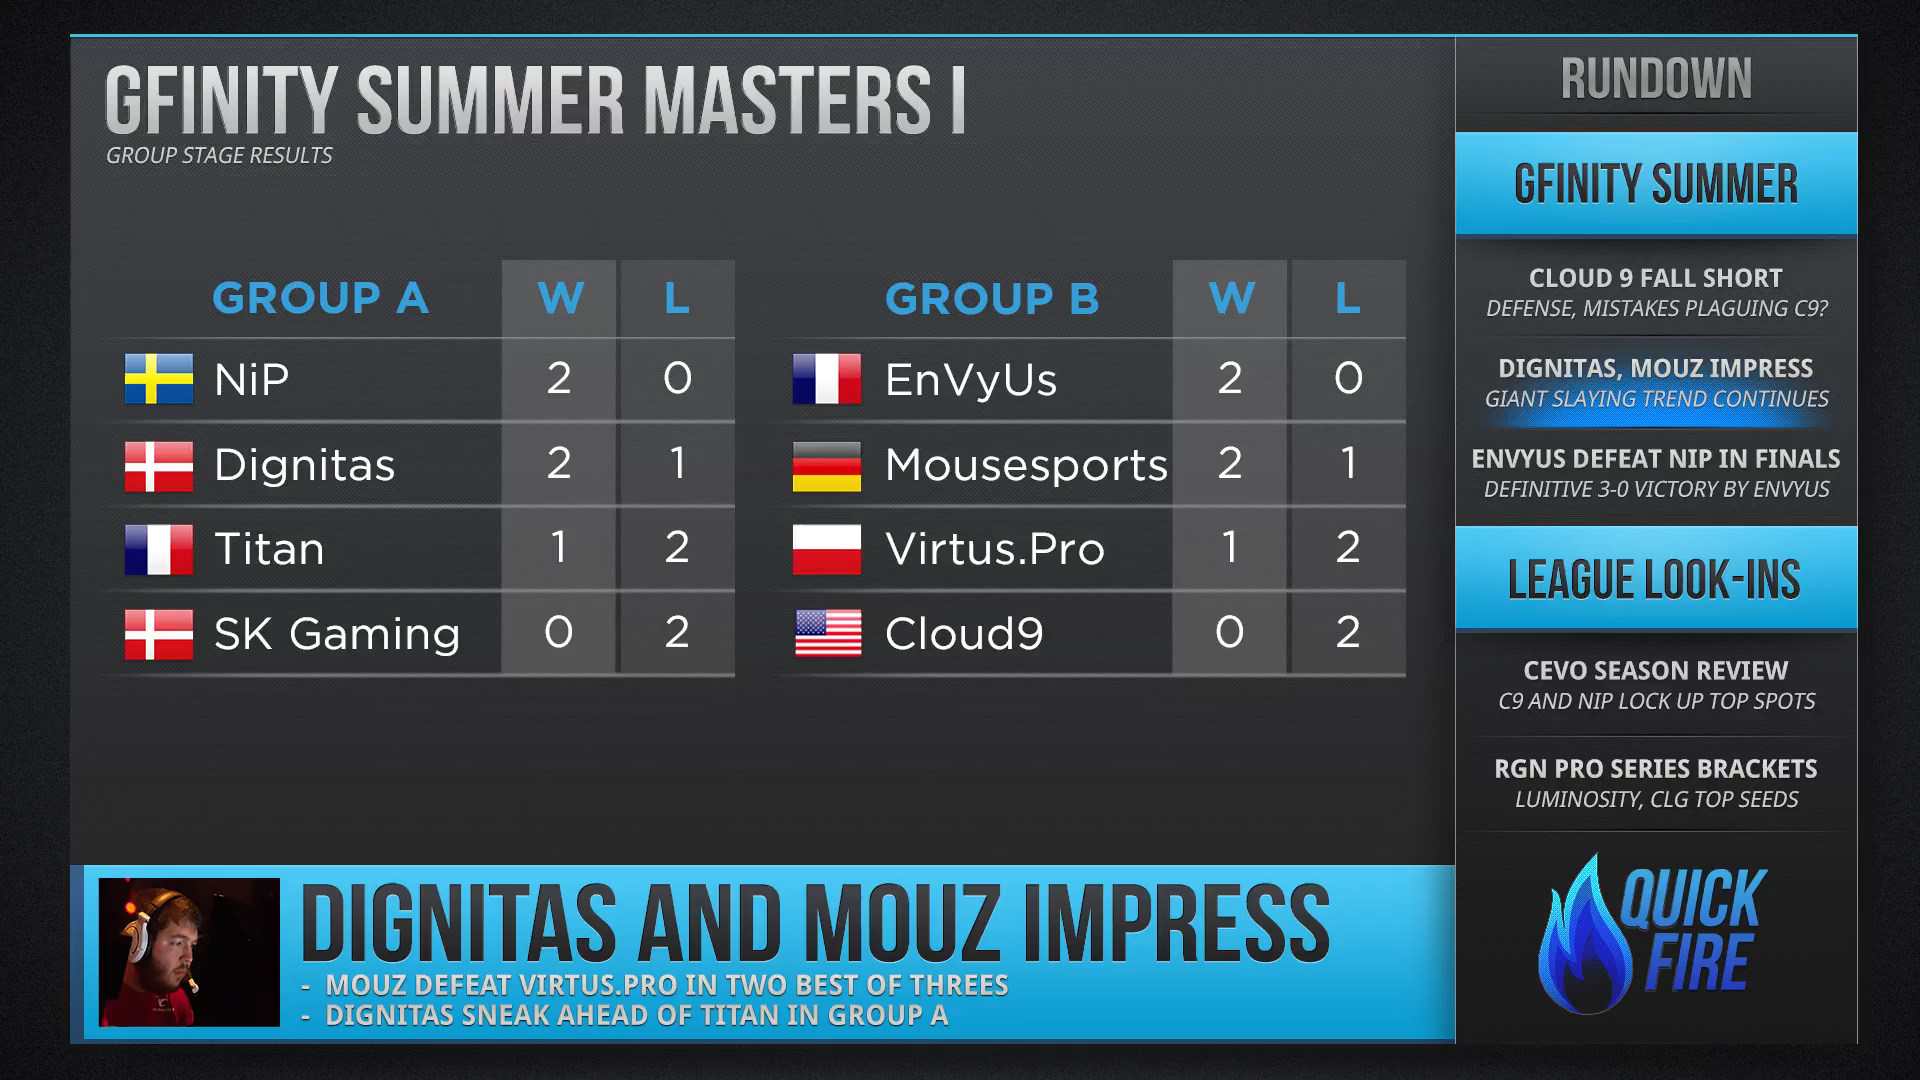 GFINITY SUMMER MASTERS I
GROUP STAGE RESULTS
GROUP A W L
NiP 2 0
Dignitas 2 1
Titan 1 2
SK Gaming 0 2
GROUP B W L
EnVyUs 2 0
Mousesports 2 1
Virtus.Pro 1 2
Cloud9 0 2
DIGNITAS AND MOUZ IMPRESS
- MOUZ DEFEAT VIRTUS.PRO IN TWO BEST OF THREES
- DIGNITAS SNEAK AHEAD OF TITAN IN GROUP A
RUNDOWN
GFINITY SUMMER
CLOUD 9 FALL SHORT
DEFENSE, MISTAKES PLAGUING C9?
DIGNITAS, MOUZ IMPRESS
GIANT SLAYING TREND CONTINUES
ENVYUS DEFEAT NIP IN FINALS
DEFINITIVE 3-0 VICTORY BY ENVYUS
LEAGUE LOOK-INS
CEVO SEASON REVIEW
C9 AND NIP LOCK UP TOP SPOTS
RGN PRO SERIES BRACKETS
LUMINOSITY, CLG TOP SEEDS
QUICK
FIRE